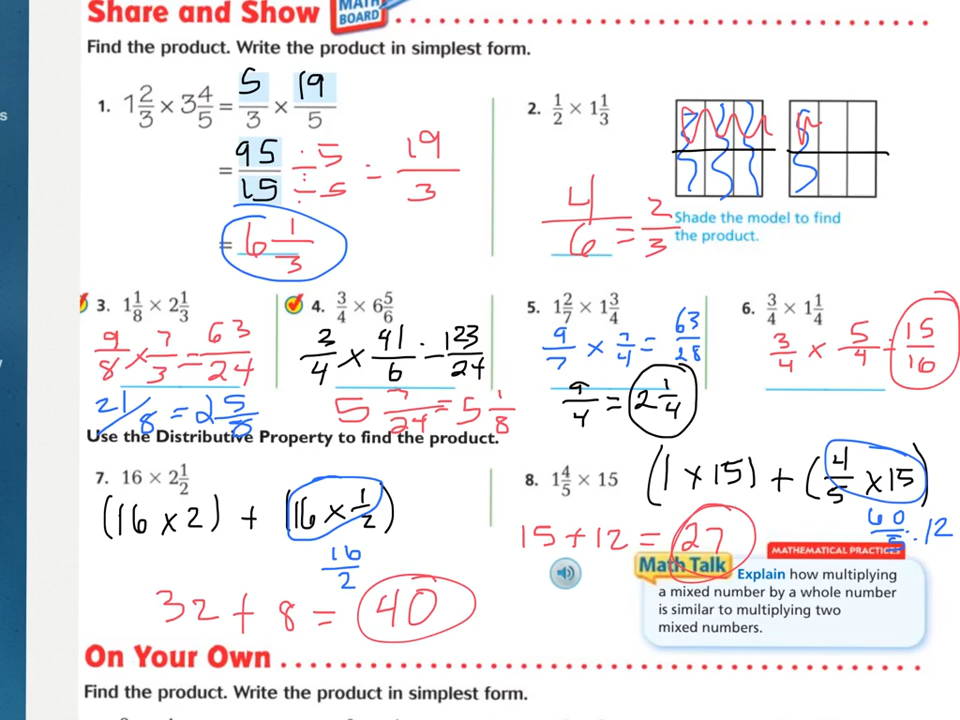 Share and Show MATH BOARD
Find the product. Write the product in simplest form.
1. 1 2/3 × 3 4/5 = 5/3 × 19/5
= 95/15 ÷5/÷5 = 19/3
= 6 1/3
2. 1/2 × 1 1/3
4/6 = 2/3
Shade the model to find
the product.
3. 1 1/8 × 2 1/3
9/8 × 7/3 = 63/24
21/8 = 2 5/8
4. 3/4 × 6 5/6
3/4 × 41/6 = 123/24
5 3/24 = 5 1/8
5. 1 2/7 × 1 3/4
9/7 × 7/4 = 63/28
9/4 = 2 1/4
6. 3/4 × 1 1/4
3/4 × 5/4 = 15/16
Use the Distributive Property to find the product.
7. 16 × 2 1/2
(16 × 2) + (16 × 1/2)
16/2
32 + 8 = 40
8. 1 4/5 × 15
(1 × 15) + (4/5 × 15)
60/5 = 12
15 + 12 = 27
MATHEMATICAL PRACTICES
Math Talk Explain how multiplying
a mixed number by a whole number
is similar to multiplying two
mixed numbers.
On Your Own
Find the product. Write the product in simplest form.